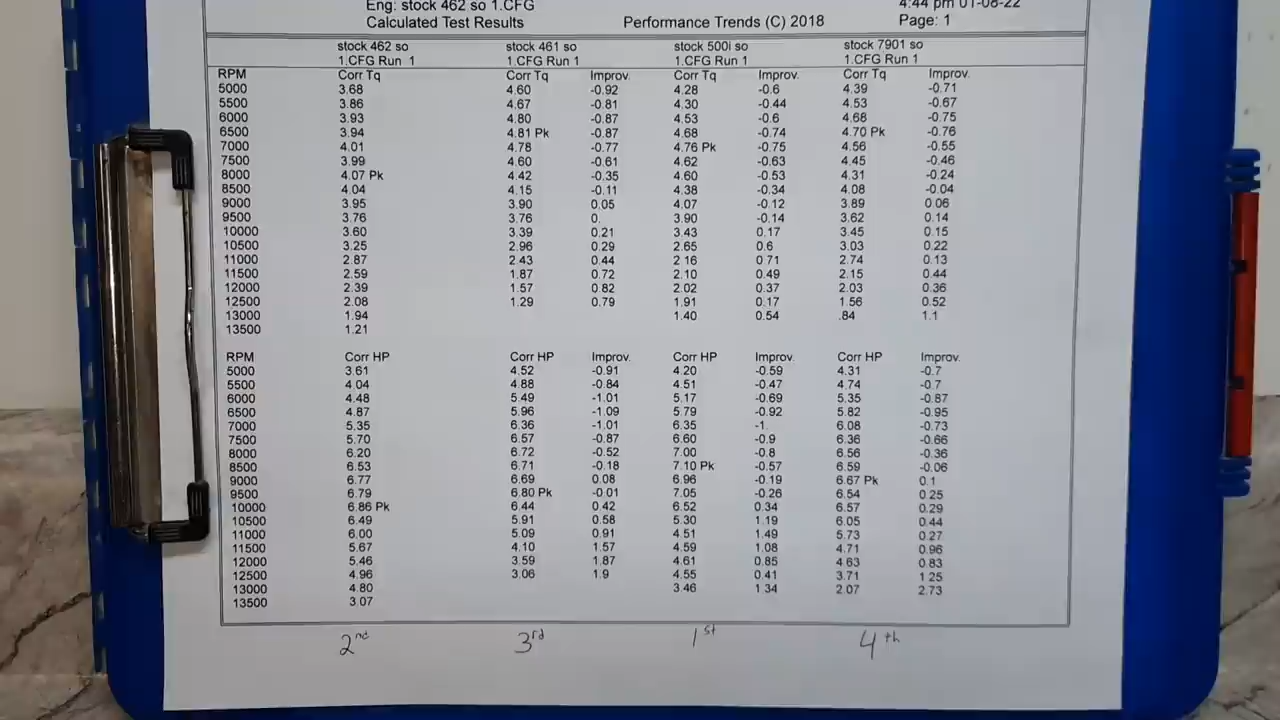 Eng: stock 462 so 1.CFG 4:44 pm 01-08-22
Calculated Test Results Performance Trends (C) 2018 Page: 1
stock 462 so stock 461 so stock 500i so stock 7901 so
1.CFG Run 1 1.CFG Run 1 1.CFG Run 1 1.CFG Run 1
RPM Corr Tq Corr Tq Improv. Corr Tq Improv. Corr Tq Improv.
5000 3.68 4.60 -0.92 4.28 -0.6 4.39 -0.71
5500 3.86 4.67 -0.81 4.30 -0.44 4.53 -0.67
6000 3.93 4.80 -0.87 4.53 -0.6 4.68 -0.75
6500 3.94 4.81 Pk -0.87 4.68 -0.74 4.70 Pk -0.76
7000 4.01 4.78 -0.77 4.76 Pk -0.75 4.56 -0.55
7500 3.99 4.60 -0.61 4.62 -0.63 4.45 -0.46
8000 4.07 Pk 4.42 -0.35 4.60 -0.53 4.31 -0.24
8500 4.04 4.15 -0.11 4.38 -0.34 4.08 -0.04
9000 3.95 3.90 0.05 4.07 -0.12 3.89 0.06
9500 3.76 3.76 0. 3.90 -0.14 3.62 0.14
10000 3.60 3.39 0.21 3.43 0.17 3.45 0.15
10500 3.25 2.96 0.29 2.65 0.6 3.03 0.22
11000 2.87 2.43 0.44 2.16 0.71 2.74 0.13
11500 2.59 1.87 0.72 2.10 0.49 2.15 0.44
12000 2.39 1.57 0.82 2.02 0.37 2.03 0.36
12500 2.08 1.29 0.79 1.91 0.17 1.56 0.52
13000 1.94 1.40 0.54 .84 1.1
13500 1.21
RPM Corr HP Corr HP Improv. Corr HP Improv. Corr HP Improv.
5000 3.61 4.52 -0.91 4.20 -0.59 4.31 -0.7
5500 4.04 4.88 -0.84 4.51 -0.47 4.74 -0.7
6000 4.48 5.49 -1.01 5.17 -0.69 5.35 -0.87
6500 4.87 5.96 -1.09 5.79 -0.92 5.82 -0.95
7000 5.35 6.36 -1.01 6.35 -1. 6.08 -0.73
7500 5.70 6.57 -0.87 6.60 -0.9 6.36 -0.66
8000 6.20 6.72 -0.52 7.00 -0.8 6.56 -0.36
8500 6.53 6.71 -0.18 7.10 Pk -0.57 6.59 -0.06
9000 6.77 6.69 0.08 6.96 -0.19 6.67 Pk 0.1
9500 6.79 6.80 Pk -0.01 7.05 -0.26 6.54 0.25
10000 6.86 Pk 6.44 0.42 6.52 0.34 6.57 0.29
10500 6.49 5.91 0.58 5.30 1.19 6.05 0.44
11000 6.00 5.09 0.91 4.51 1.49 5.73 0.27
11500 5.67 4.10 1.57 4.59 1.08 4.71 0.96
12000 5.46 3.59 1.87 4.61 0.85 4.63 0.83
12500 4.96 3.06 1.9 4.55 0.41 3.71 1.25
13000 4.80 3.46 1.34 2.07 2.73
13500 3.07
2nd 3rd 1st 4th